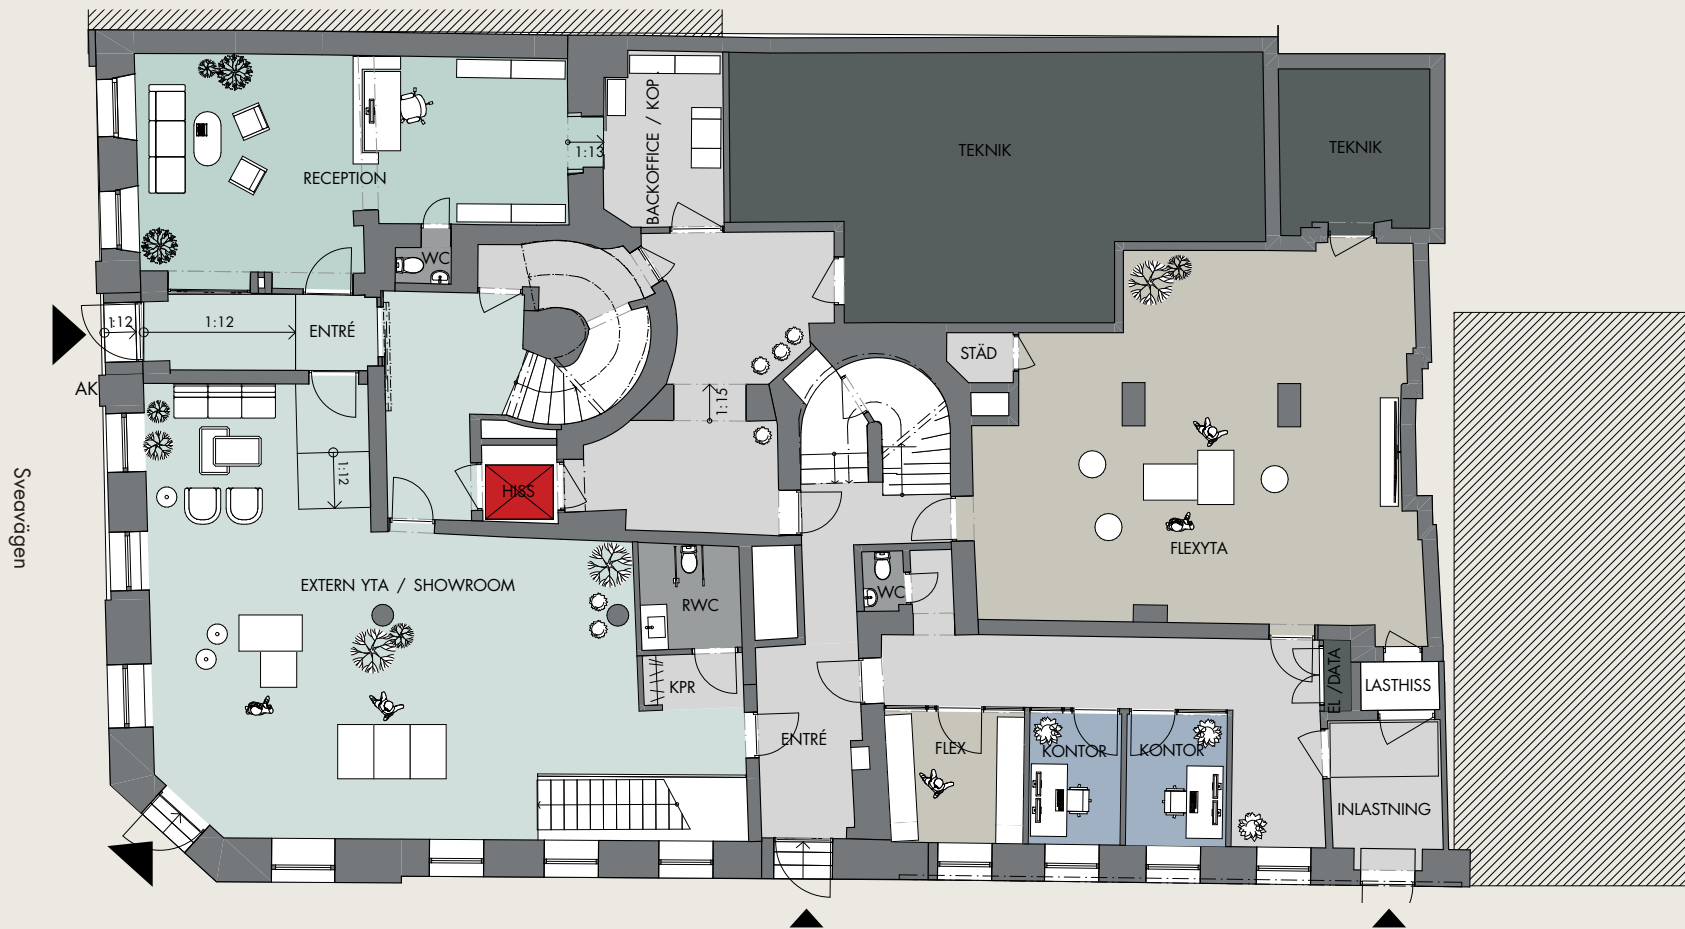 TEKNIK
TEKNIK
BACKOFFICE / KOP
1:13
RECEPTION
WC
1:12
1:12
ENTRÉ
AK
STÄD
1:15
1:12
HISS
Sveavägen
FLEXYTA
EXTERN YTA / SHOWROOM
RWC
WC
KPR
EL /DATA
LASTHISS
ENTRÉ
FLEX
KONTOR
KONTOR
INLASTNING